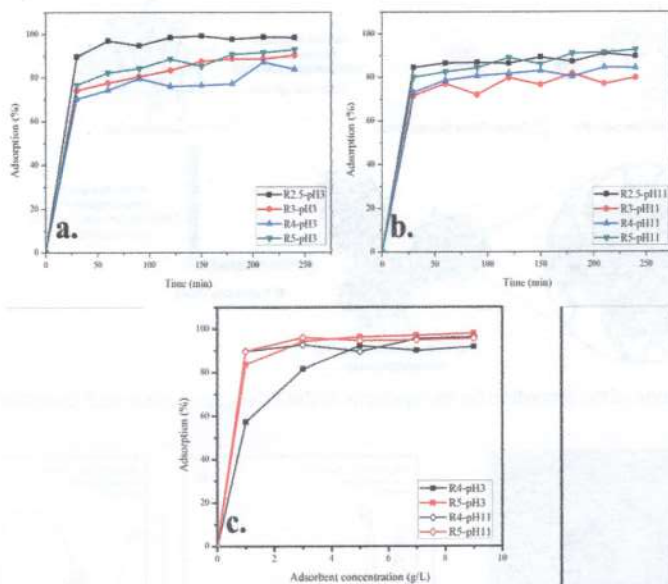 100
80
60
40
20
0
Adsorption (%)
a.
R2.5-pH3
R3-pH3
R4-pH3
R5-pH3
0 50 100 150 200 250
Time (min)
100
80
60
40
20
0
Adsorption (%)
b.
R2.5-pH11
R3-pH11
R4-pH11
R5-pH11
0 50 100 150 200 250
Time (min)
100
80
60
40
20
0
Adsorption (%)
c.
R4-pH3
R5-pH3
R4-pH11
R5-pH11
0 2 4 6 8 10
Adsorbent concentration (g/L)